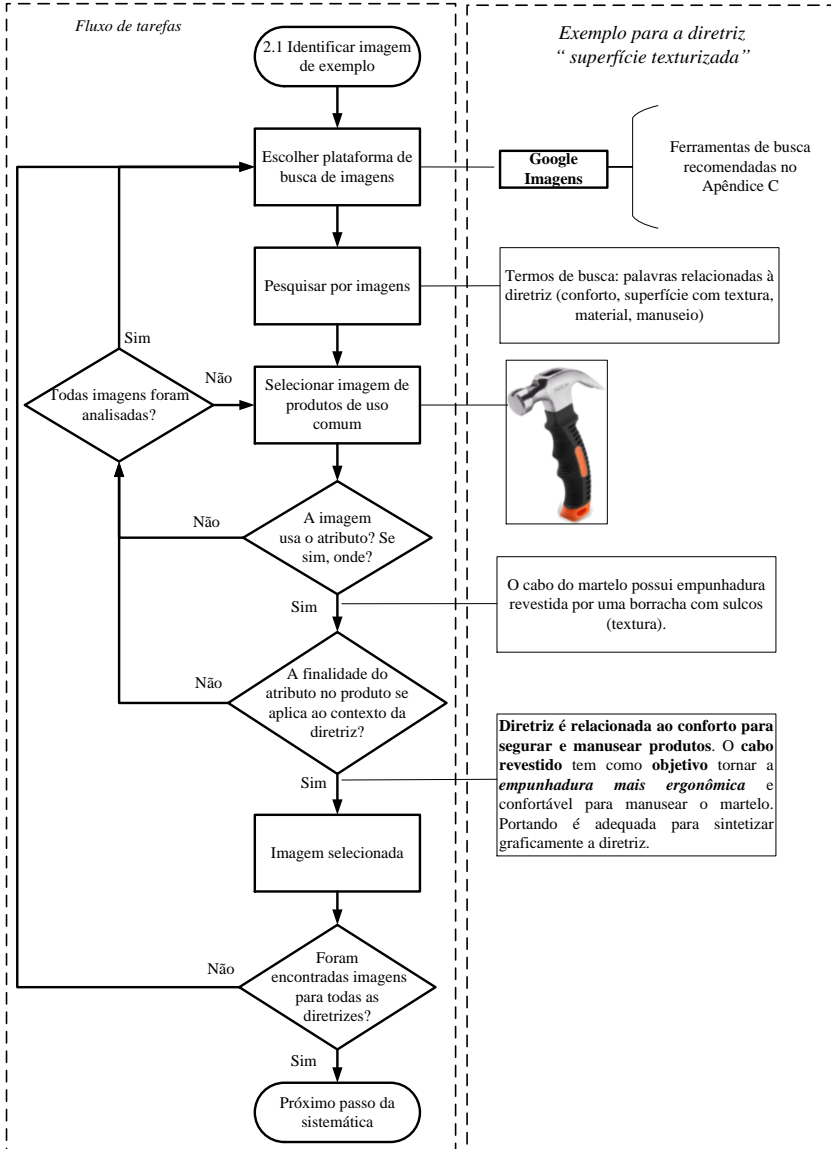 Fluxo de tarefas
2.1 Identificar imagem
de exemplo
Escolher plataforma de
busca de imagens
Pesquisar por imagens
Sim
Todas imagens foram
analisadas?
Não
Selecionar imagem de
produtos de uso
comum
Não
A imagem
usa o atributo? Se
sim, onde?
Sim
Não
A finalidade do
atributo no produto se
aplica ao contexto da
diretriz?
Sim
Imagem selecionada
Não
Foram
encontradas imagens
para todas as
diretrizes?
Sim
Próximo passo da
sistemática
Exemplo para a diretriz
“ superfície texturizada”
Google
Imagens
Ferramentas de busca
recomendadas no
Apêndice C
Termos de busca: palavras relacionadas à
diretriz (conforto, superfície com textura,
material, manuseio)
O cabo do martelo possui empunhadura
revestida por uma borracha com sulcos
(textura).
Diretriz é relacionada ao conforto para
segurar e manusear produtos. O cabo
revestido tem como objetivo tornar a
empunhadura mais ergonômica e
confortável para manusear o martelo.
Portando é adequada para sintetizar
graficamente a diretriz.